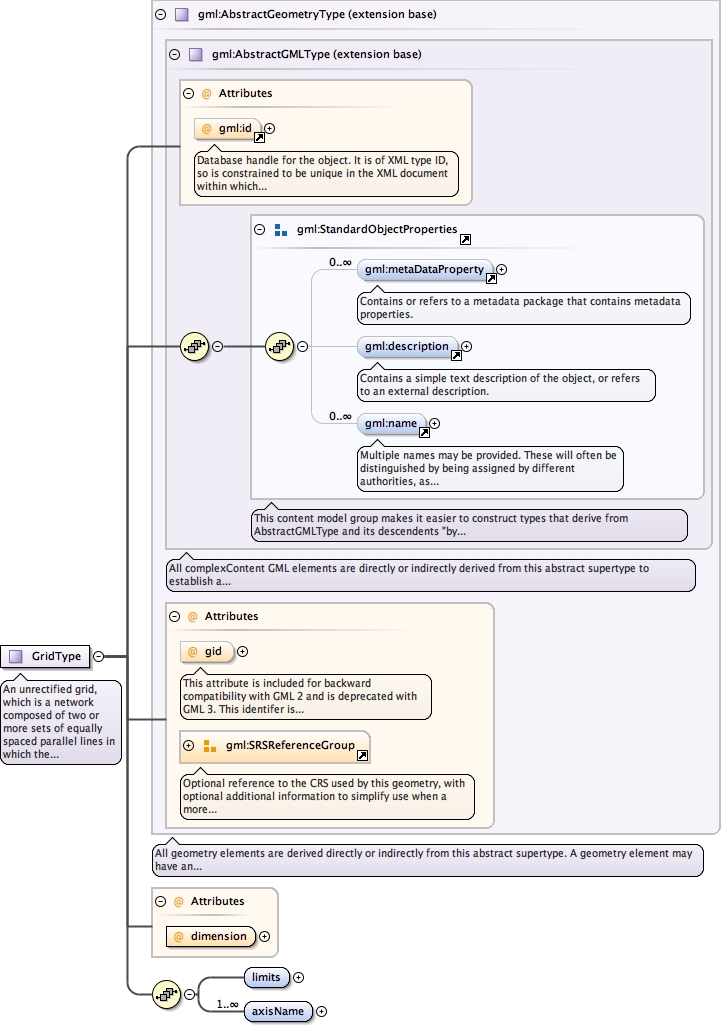 gml:AbstractGeometryType (extension base)
gml:AbstractGMLType (extension base)
@ Attributes
@ gml:id
Database handle for the object. It is of XML type ID,
so is constrained to be unique in the XML document
within which...
gml:StandardObjectProperties
0..∞
gml:metaDataProperty
Contains or refers to a metadata package that contains metadata
properties.
gml:description
Contains a simple text description of the object, or refers
to an external description.
0..∞
gml:name
Multiple names may be provided. These will often be
distinguished by being assigned by different
authorities, as...
This content model group makes it easier to construct types that derive from
AbstractGMLType and its descendents "by...
All complexContent GML elements are directly or indirectly derived from this abstract supertype to
establish a...
@ Attributes
@ gid
This attribute is included for backward
compatibility with GML 2 and is deprecated with
GML 3. This identifer is...
gml:SRSReferenceGroup
Optional reference to the CRS used by this geometry, with
optional additional information to simplify use when a
more...
GridType
An unrectified grid,
which is a network
composed of two or
more sets of equally
spaced parallel lines in
which the...
All geometry elements are derived directly or indirectly from this abstract supertype. A geometry element may
have an...
@ Attributes
@ dimension
limits
1..∞
axisName